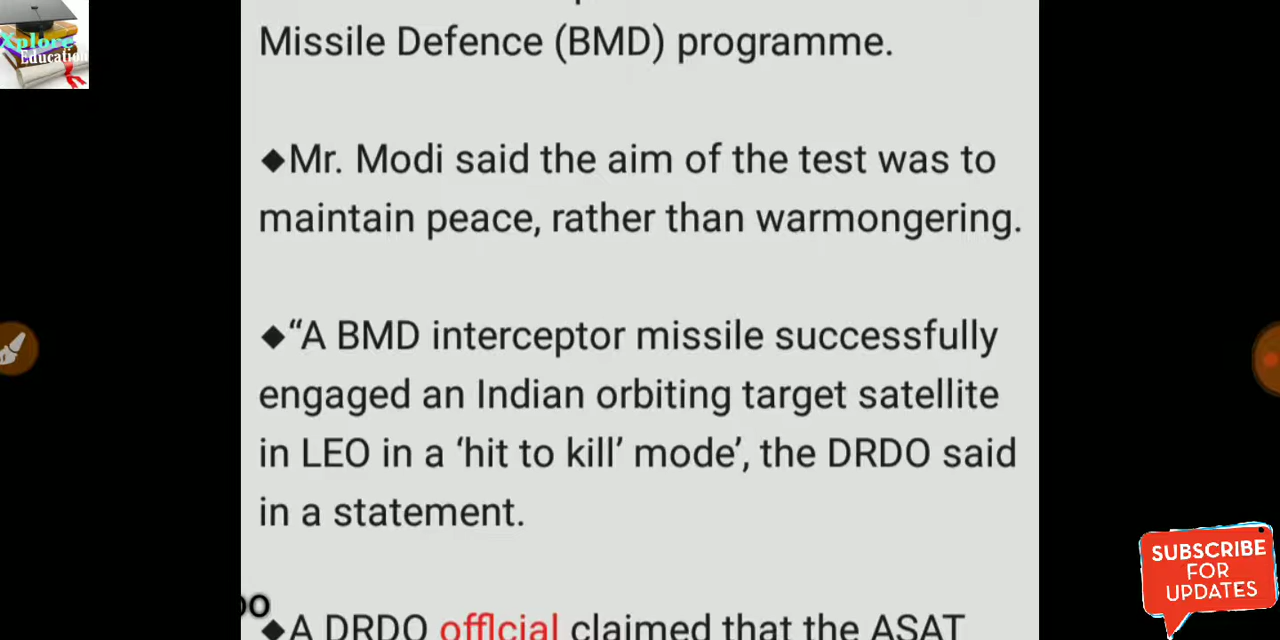 Xplore
Education
Missile Defence (BMD) programme.
◆Mr. Modi said the aim of the test was to
maintain peace, rather than warmongering.
◆“A BMD interceptor missile successfully
engaged an Indian orbiting target satellite
in LEO in a ‘hit to kill’ mode’, the DRDO said
in a statement.
◆A DRDO official claimed that the ASAT
SUBSCRIBE
FOR
UPDATES